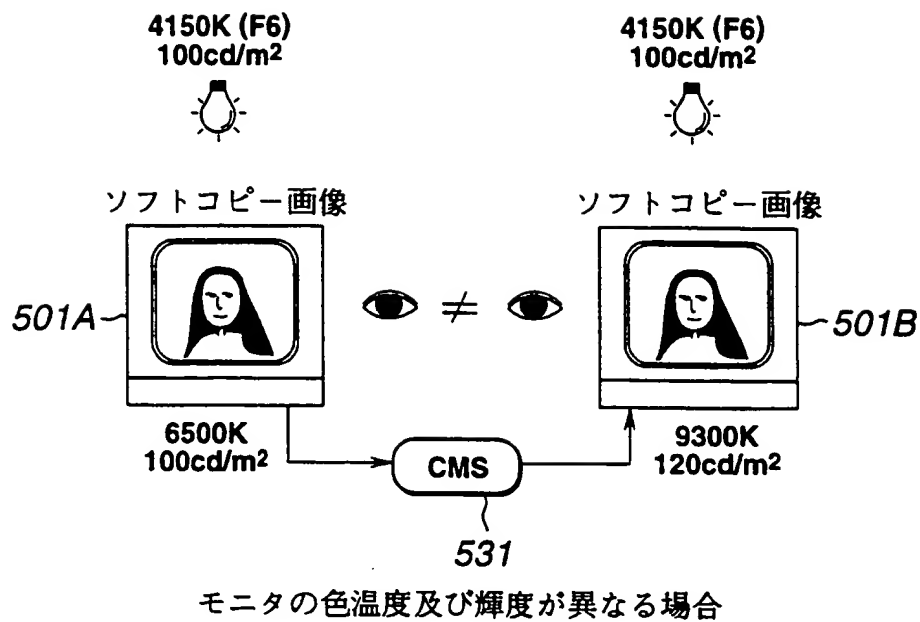 4150K (F6)
100cd/m²
4150K (F6)
100cd/m²
ソフトコピー画像
ソフトコピー画像
501A
≠
501B
6500K
100cd/m²
9300K
120cd/m²
CMS
531
モニタの色温度及び輝度が異なる場合